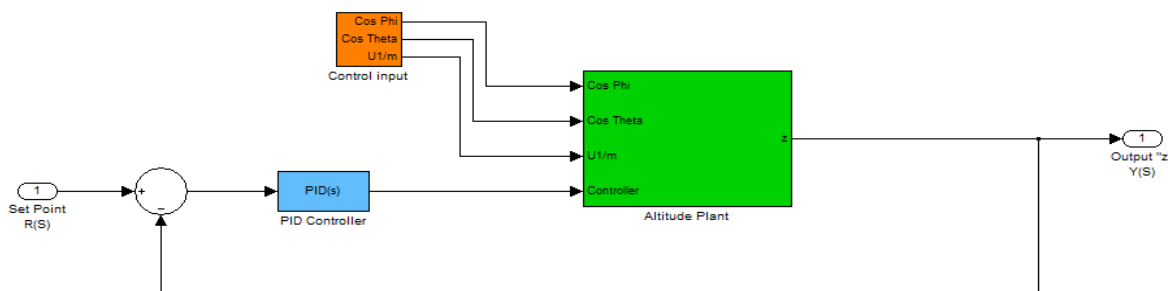 Cos Phi
Cos Theta
U1/m
Control input
Cos Phi
Cos Theta
z
U1/m
Controller
Altitude Plant
1
Output "z
Y(S)
1
Set Point
R(S)
+
−
PID(s)
PID Controller